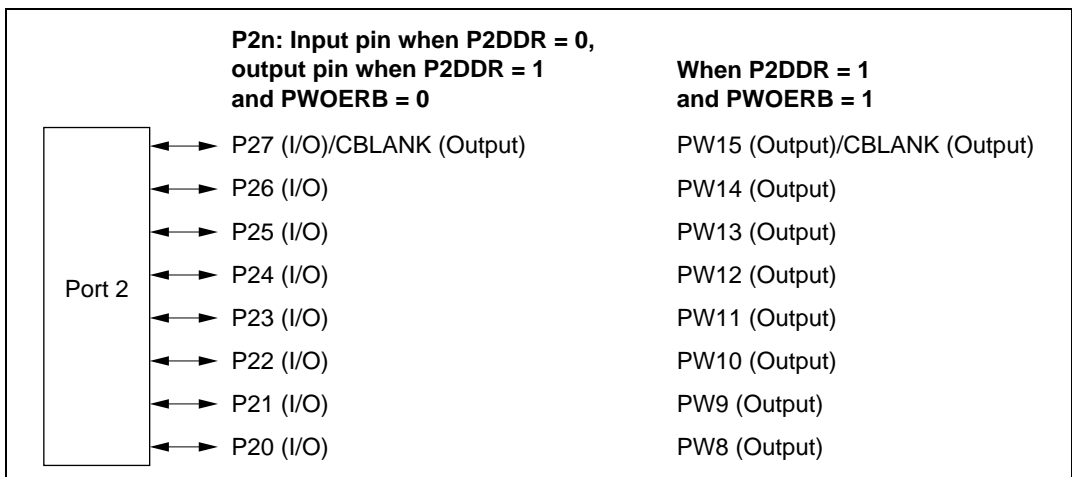 P2n: Input pin when P2DDR = 0,
output pin when P2DDR = 1
and PWOERB = 0
When P2DDR = 1
and PWOERB = 1
Port 2
P27 (I/O)/CBLANK (Output) PW15 (Output)/CBLANK (Output)
P26 (I/O) PW14 (Output)
P25 (I/O) PW13 (Output)
P24 (I/O) PW12 (Output)
P23 (I/O) PW11 (Output)
P22 (I/O) PW10 (Output)
P21 (I/O) PW9 (Output)
P20 (I/O) PW8 (Output)